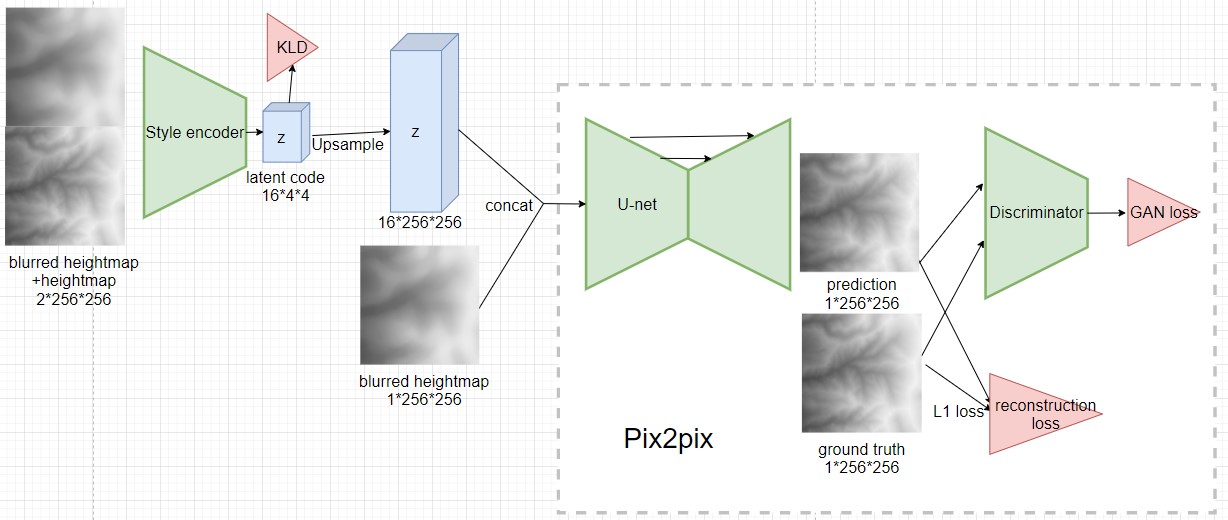 KLD
Style encoder
z
Upsample
latent code
16*4*4
z
16*256*256
blurred heightmap
+heightmap
2*256*256
blurred heightmap
1*256*256
concat
U-net
prediction
1*256*256
ground truth
1*256*256
Discriminator
GAN loss
L1 loss
reconstruction
loss
Pix2pix